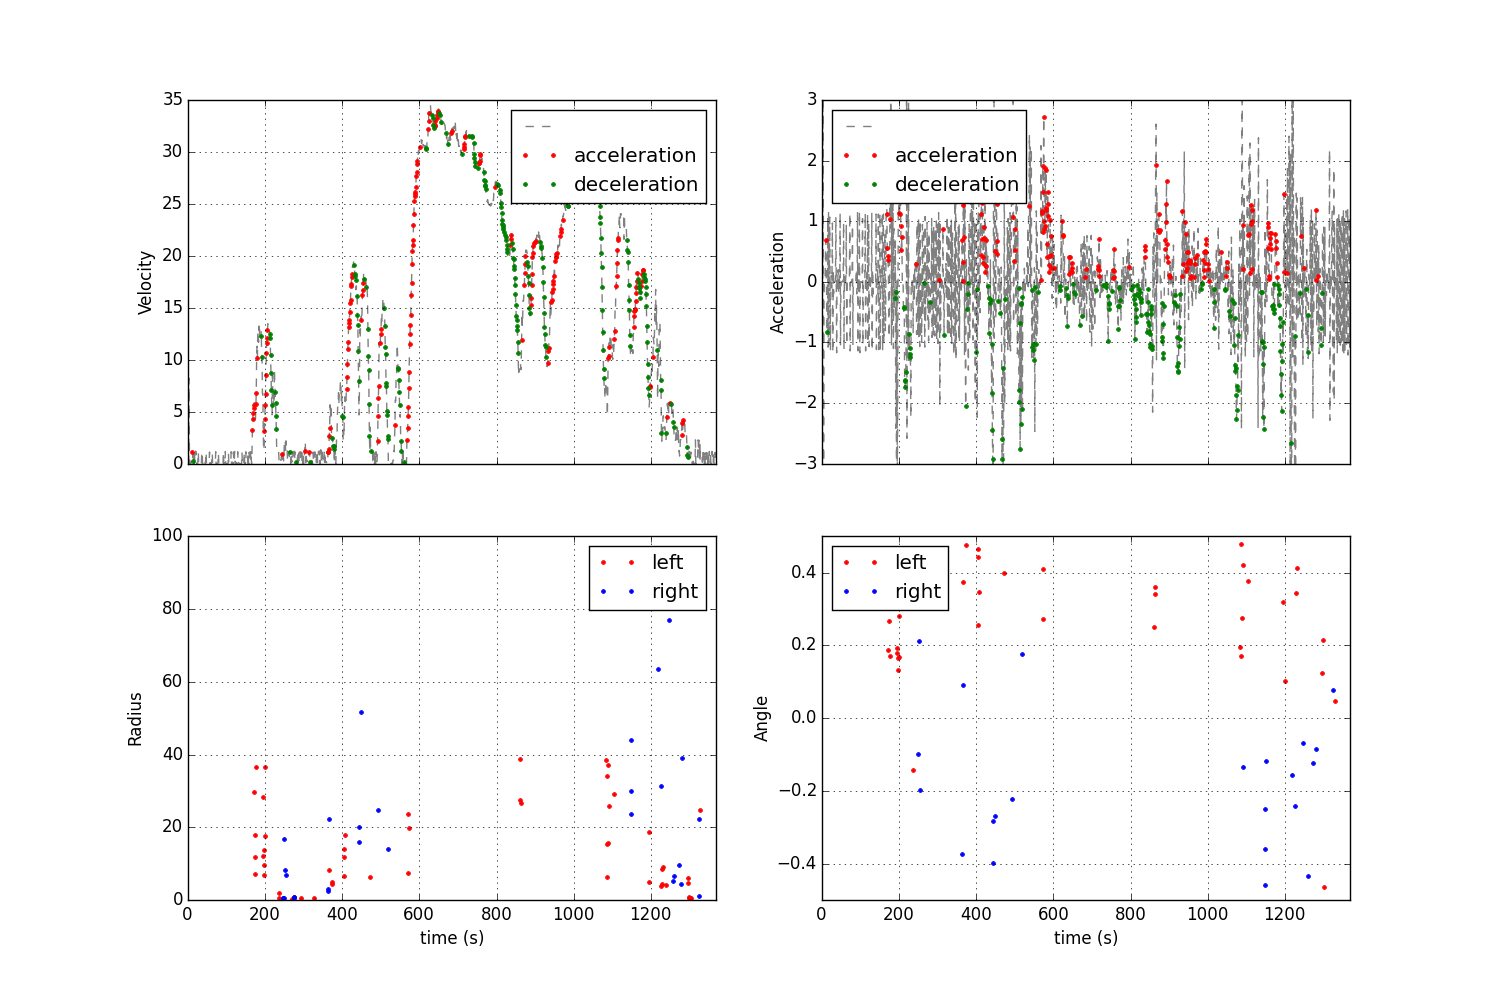 35
30
25
20
15
10
5
0
Velocity
acceleration
deceleration
3
2
1
0
−1
−2
−3
Acceleration
acceleration
deceleration
100
80
60
40
20
0
Radius
left
right
0 200 400 600 800 1000 1200
time (s)
0.4
0.2
0.0
−0.2
−0.4
Angle
left
right
0 200 400 600 800 1000 1200
time (s)